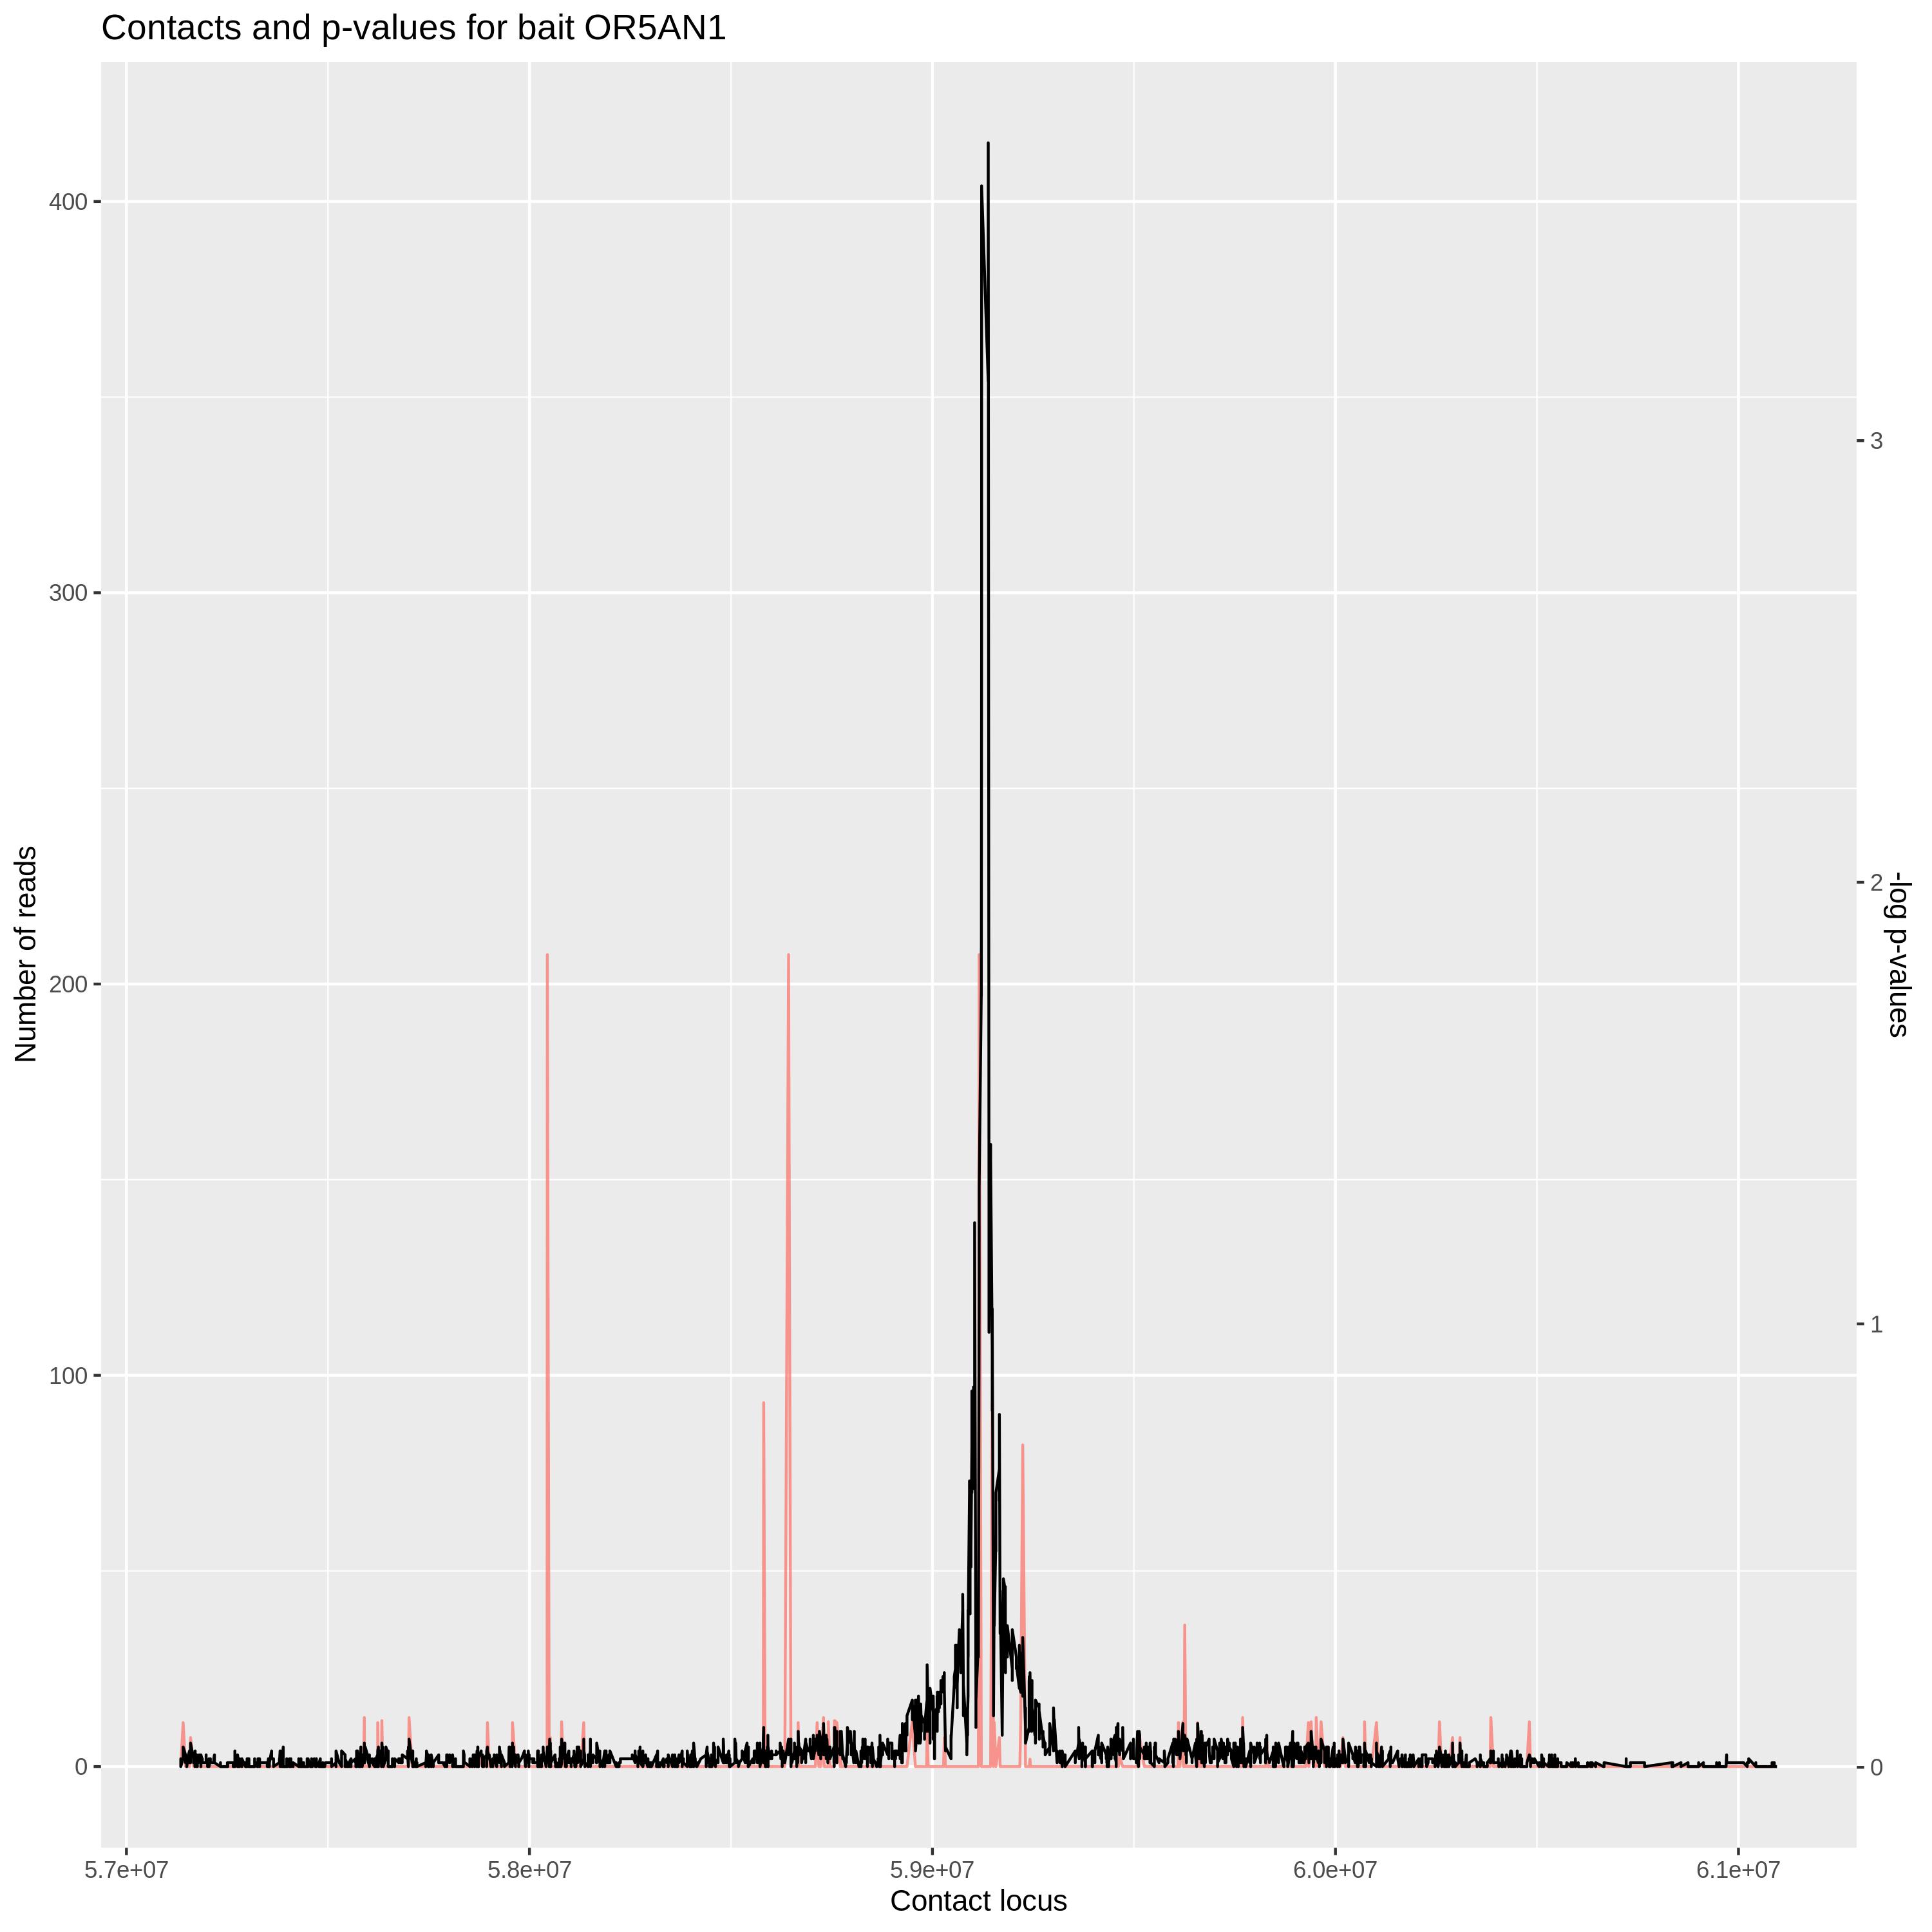 Contacts and p-values for bait OR5AN1
400
300
200
100
0
Number of reads
3
2
1
0
-log p-values
5.7e+07
5.8e+07
5.9e+07
6.0e+07
6.1e+07
Contact locus